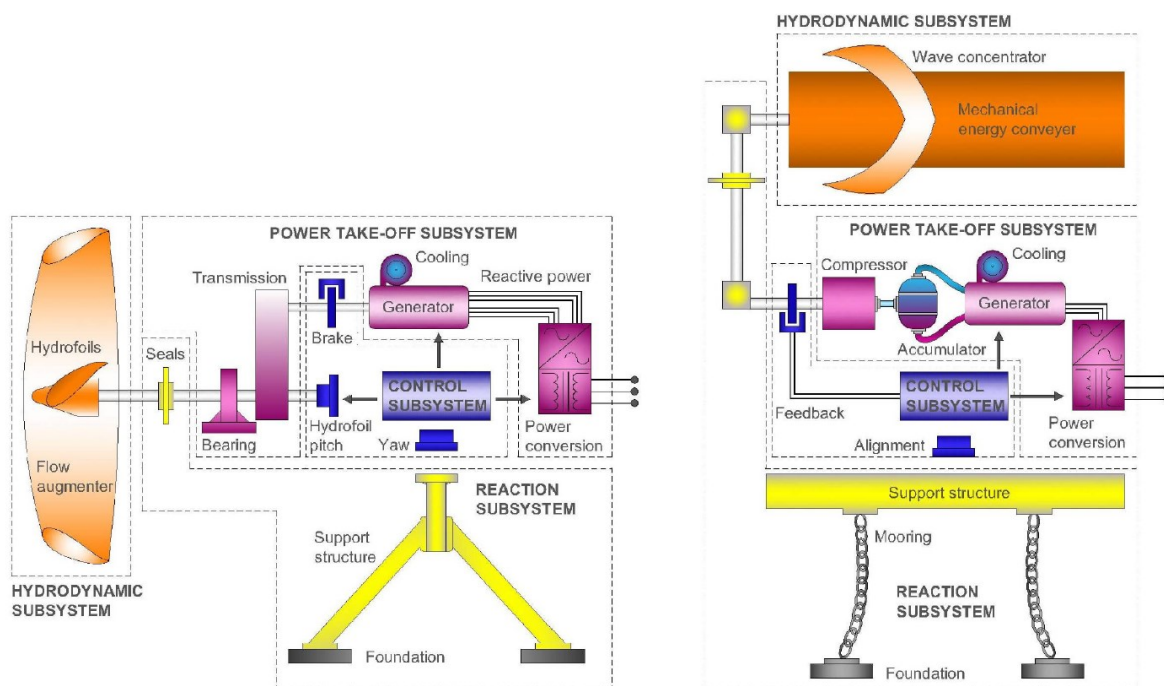 POWER TAKE-OFF SUBSYSTEM
Cooling
Transmission
Reactive power
Generator
Brake
Hydrofoils
Seals
CONTROL
SUBSYSTEM
Hydrofoil
pitch
Bearing
Yaw
Power
conversion
Flow
augmenter
REACTION
SUBSYSTEM
Support
structure
HYDRODYNAMIC
SUBSYSTEM
Foundation
HYDRODYNAMIC SUBSYSTEM
Wave concentrator
Mechanical
energy conveyer
POWER TAKE-OFF SUBSYSTEM
Compressor
Cooling
Generator
Accumulator
CONTROL
SUBSYSTEM
Feedback
Power
conversion
Alignment
Support structure
Mooring
REACTION
SUBSYSTEM
Foundation